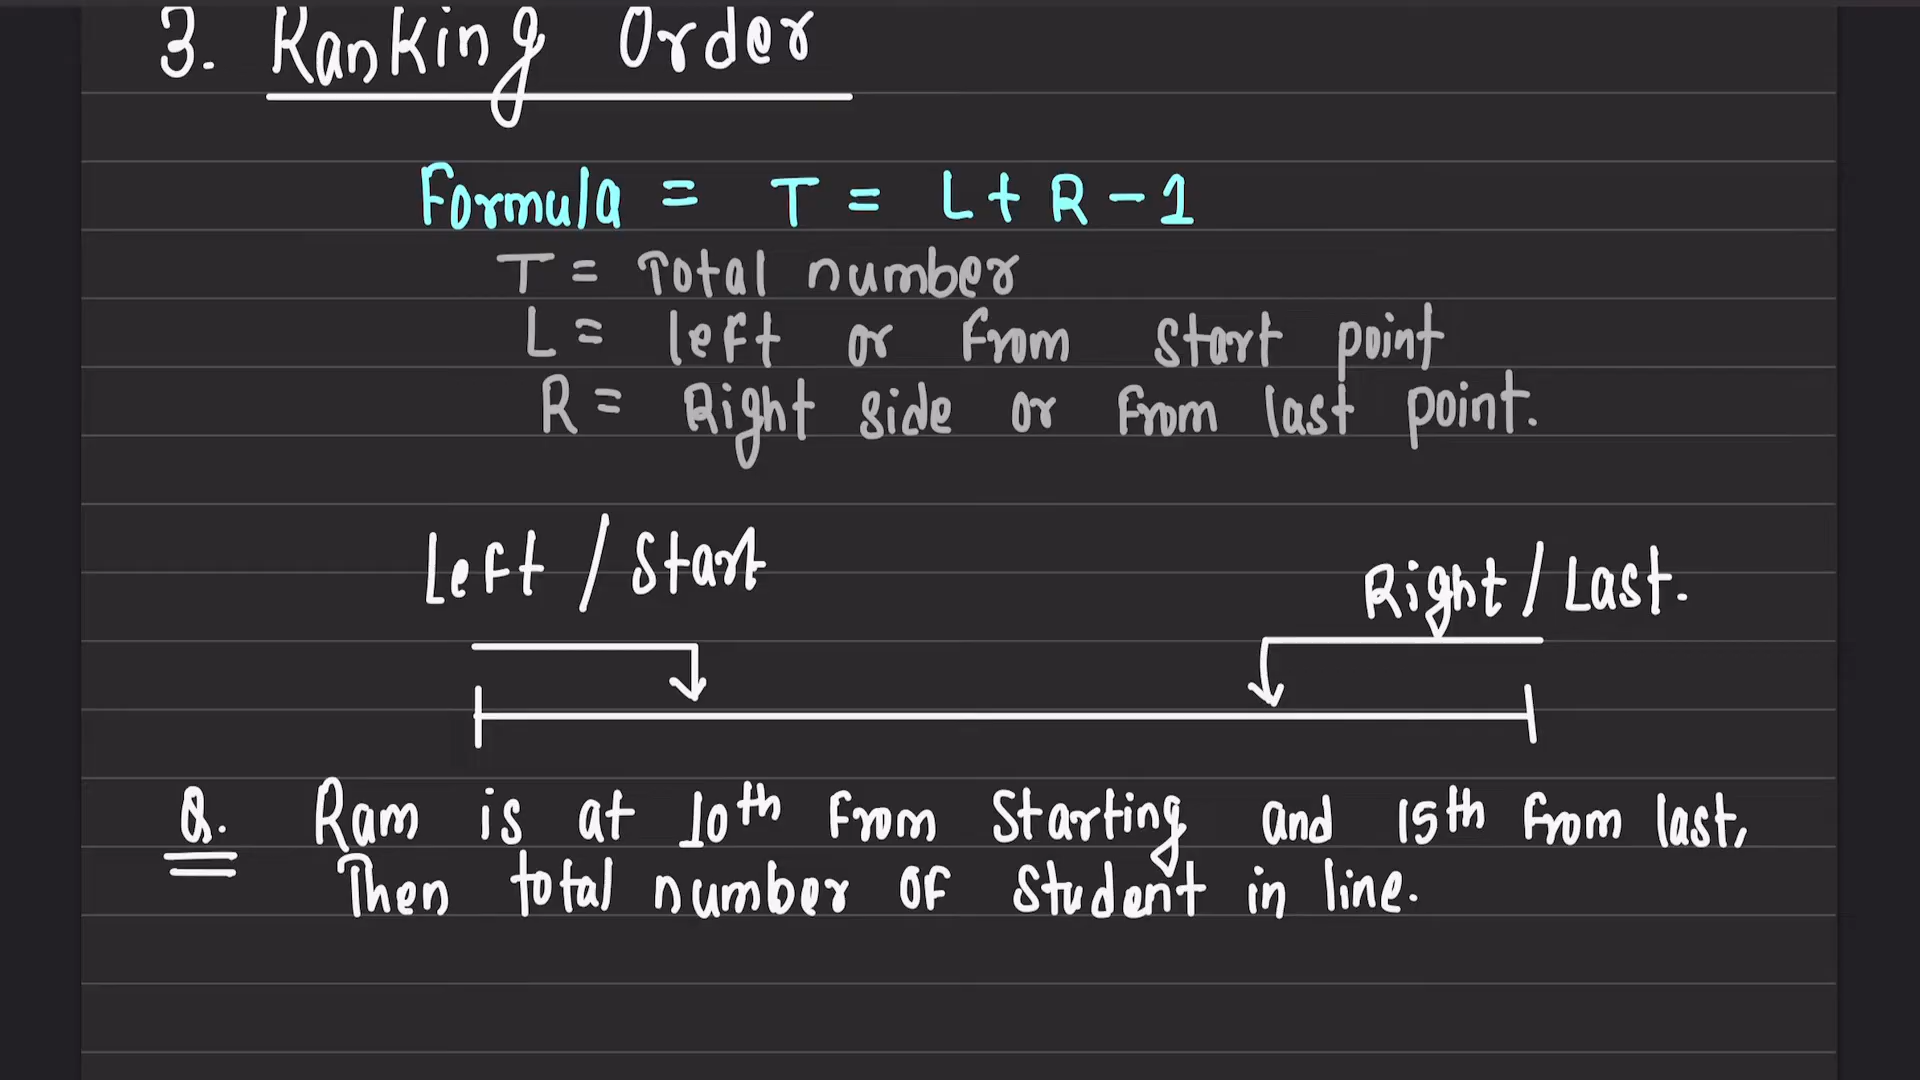 3. Ranking Order
Formula = T = L + R - 1
T = Total number
L = left or from start point
R = Right side or from last point.
Left / Start
Right / Last.
Q. Ram is at 10th from Starting and 15th from last,
Then total number of student in line.